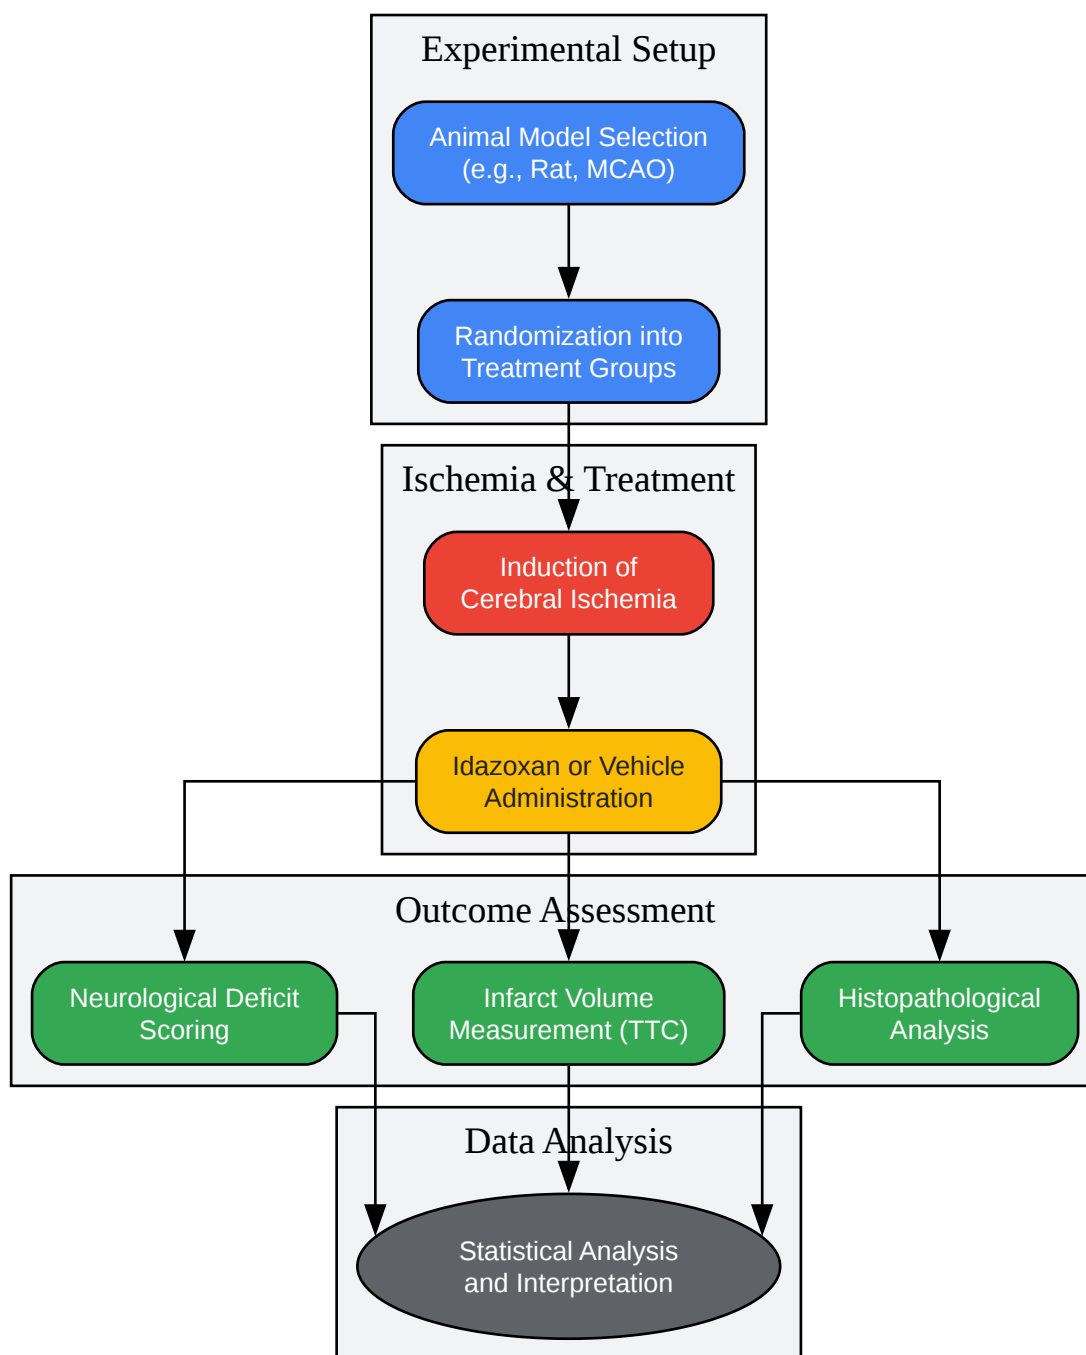 Experimental Setup
Animal Model Selection
(e.g., Rat, MCAO)
Randomization into
Treatment Groups
Ischemia & Treatment
Induction of
Cerebral Ischemia
Idazoxan or Vehicle
Administration
Outcome Assessment
Neurological Deficit
Scoring
Infarct Volume
Measurement (TTC)
Histopathological
Analysis
Data Analysis
Statistical Analysis
and Interpretation